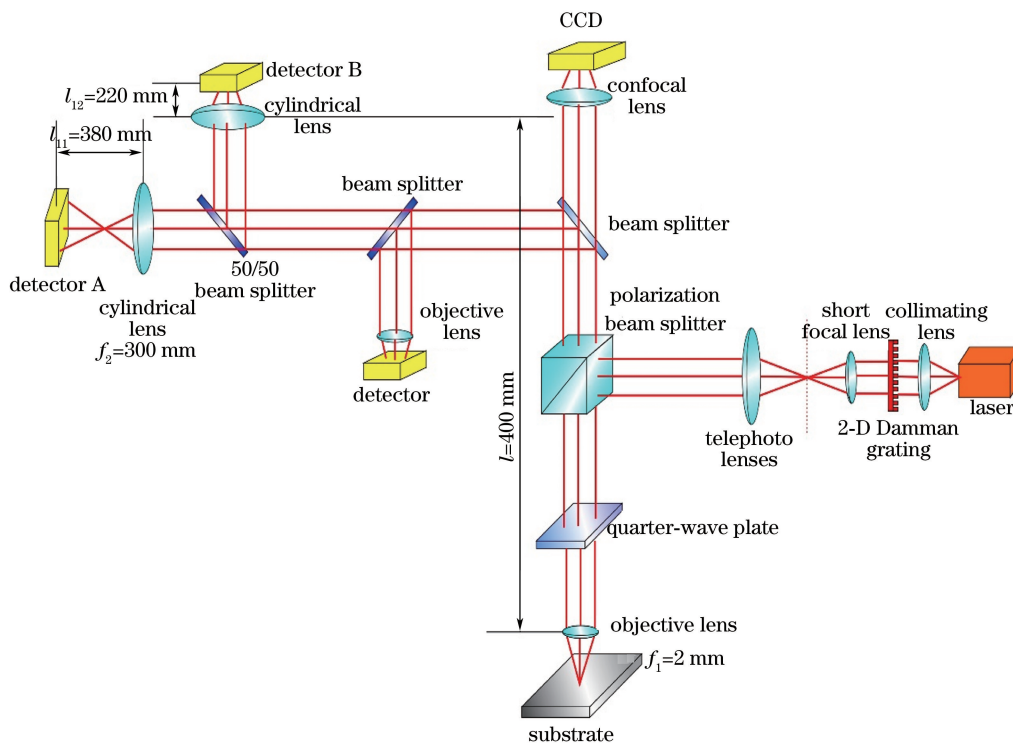 CCD
detector B
l12=220 mm
confocal
lens
cylindrical
lens
l11=380 mm
beam splitter
beam splitter
detector A
50/50
beam splitter
cylindrical
lens
f2=300 mm
objective
lens
detector
polarization
beam splitter
short
focal lens
collimating
lens
laser
2-D Damman
grating
telephoto
lenses
l=400 mm
quarter-wave plate
objective lens
f1=2 mm
substrate